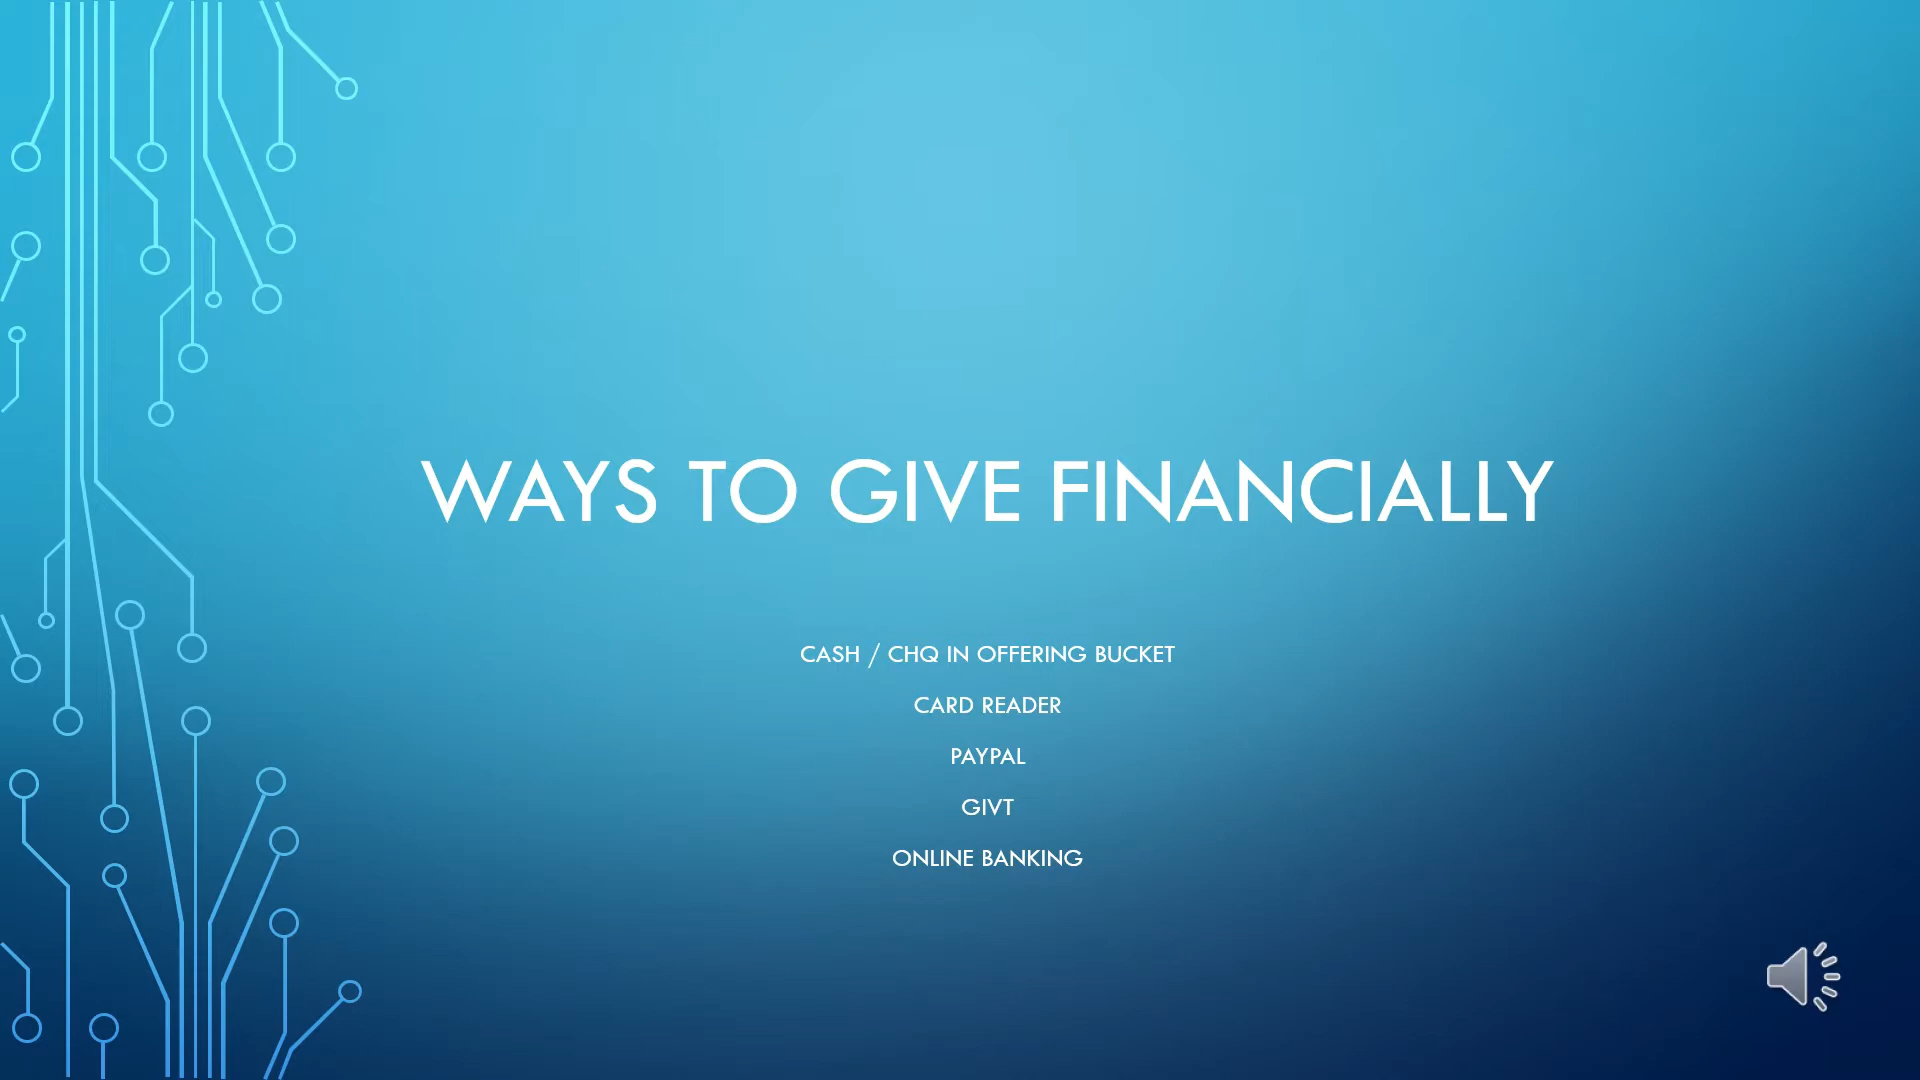 WAYS TO GIVE FINANCIALLY
CASH / CHQ IN OFFERING BUCKET
CARD READER
PAYPAL
GIVT
ONLINE BANKING